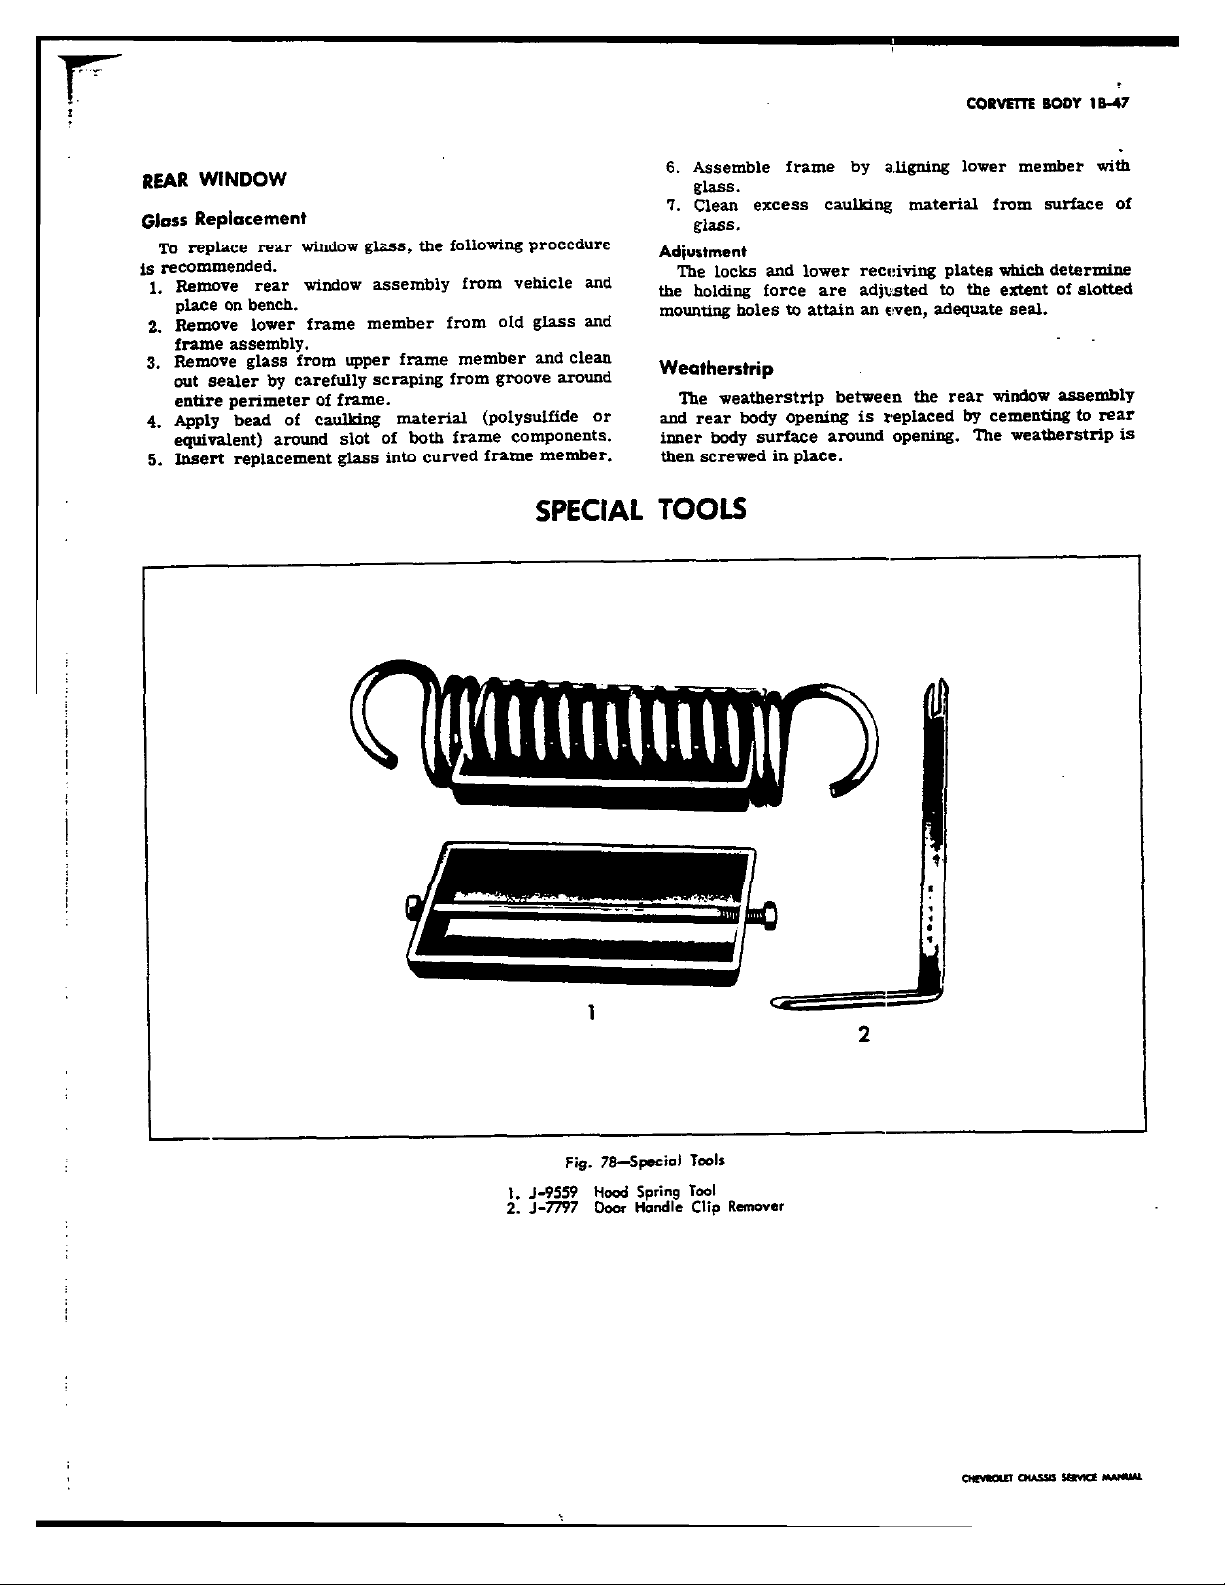 CORVETTE BODY 1B-47
REAR WINDOW
Glass Replacement
To replace rear window glass, the following procedure
is recommended.
1. Remove rear window assembly from vehicle and
place on bench.
2. Remove lower frame member from old glass and
frame assembly.
3. Remove glass from upper frame member and clean
out sealer by carefully scraping from groove around
entire perimeter of frame.
4. Apply bead of caulking material (polysulfide or
equivalent) around slot of both frame components.
5. Insert replacement glass into curved frame member.
6. Assemble frame by aligning lower member with
glass.
7. Clean excess caulking material from surface of
glass.
Adjustment
The locks and lower receiving plates which determine
the holding force are adjusted to the extent of slotted
mounting holes to attain an even, adequate seal.
Weatherstrip
The weatherstrip between the rear window assembly
and rear body opening is replaced by cementing to rear
inner body surface around opening. The weatherstrip is
then screwed in place.
SPECIAL TOOLS
1
2
Fig. 78—Special Tools
1. J-9559 Hood Spring Tool
2. J-7797 Door Handle Clip Remover
CHEVROLET CHASSIS SERVICE MANUAL